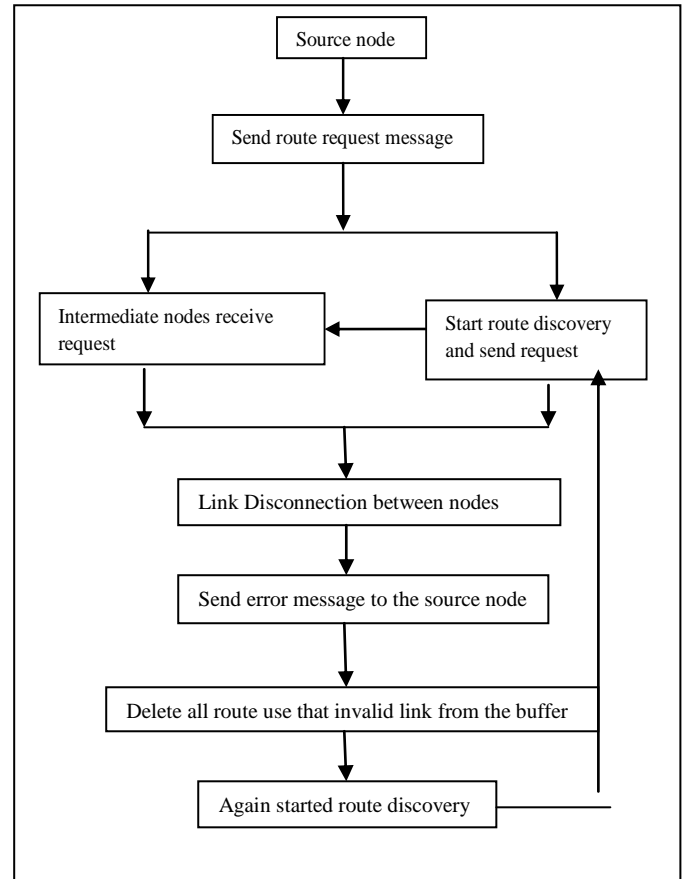 Source node
Send route request message
Intermediate nodes receive
request
Start route discovery
and send request
Link Disconnection between nodes
Send error message to the source node
Delete all route use that invalid link from the buffer
Again started route discovery